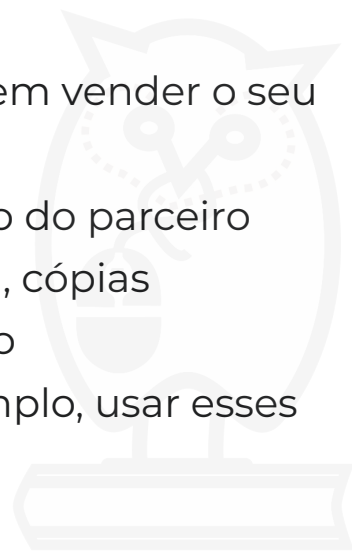 em vender o seu
o do parceiro
, cópias
o
nplo, usar esses